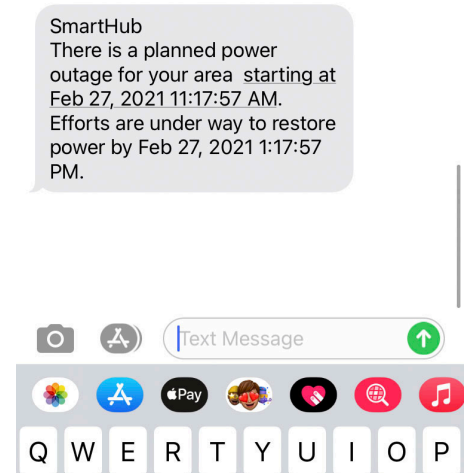 SmartHub
There is a planned power
outage for your area starting at
Feb 27, 2021 11:17:57 AM.
Efforts are under way to restore
power by Feb 27, 2021 1:17:57
PM.
Text Message
Pay
Q W E R T Y U I O P